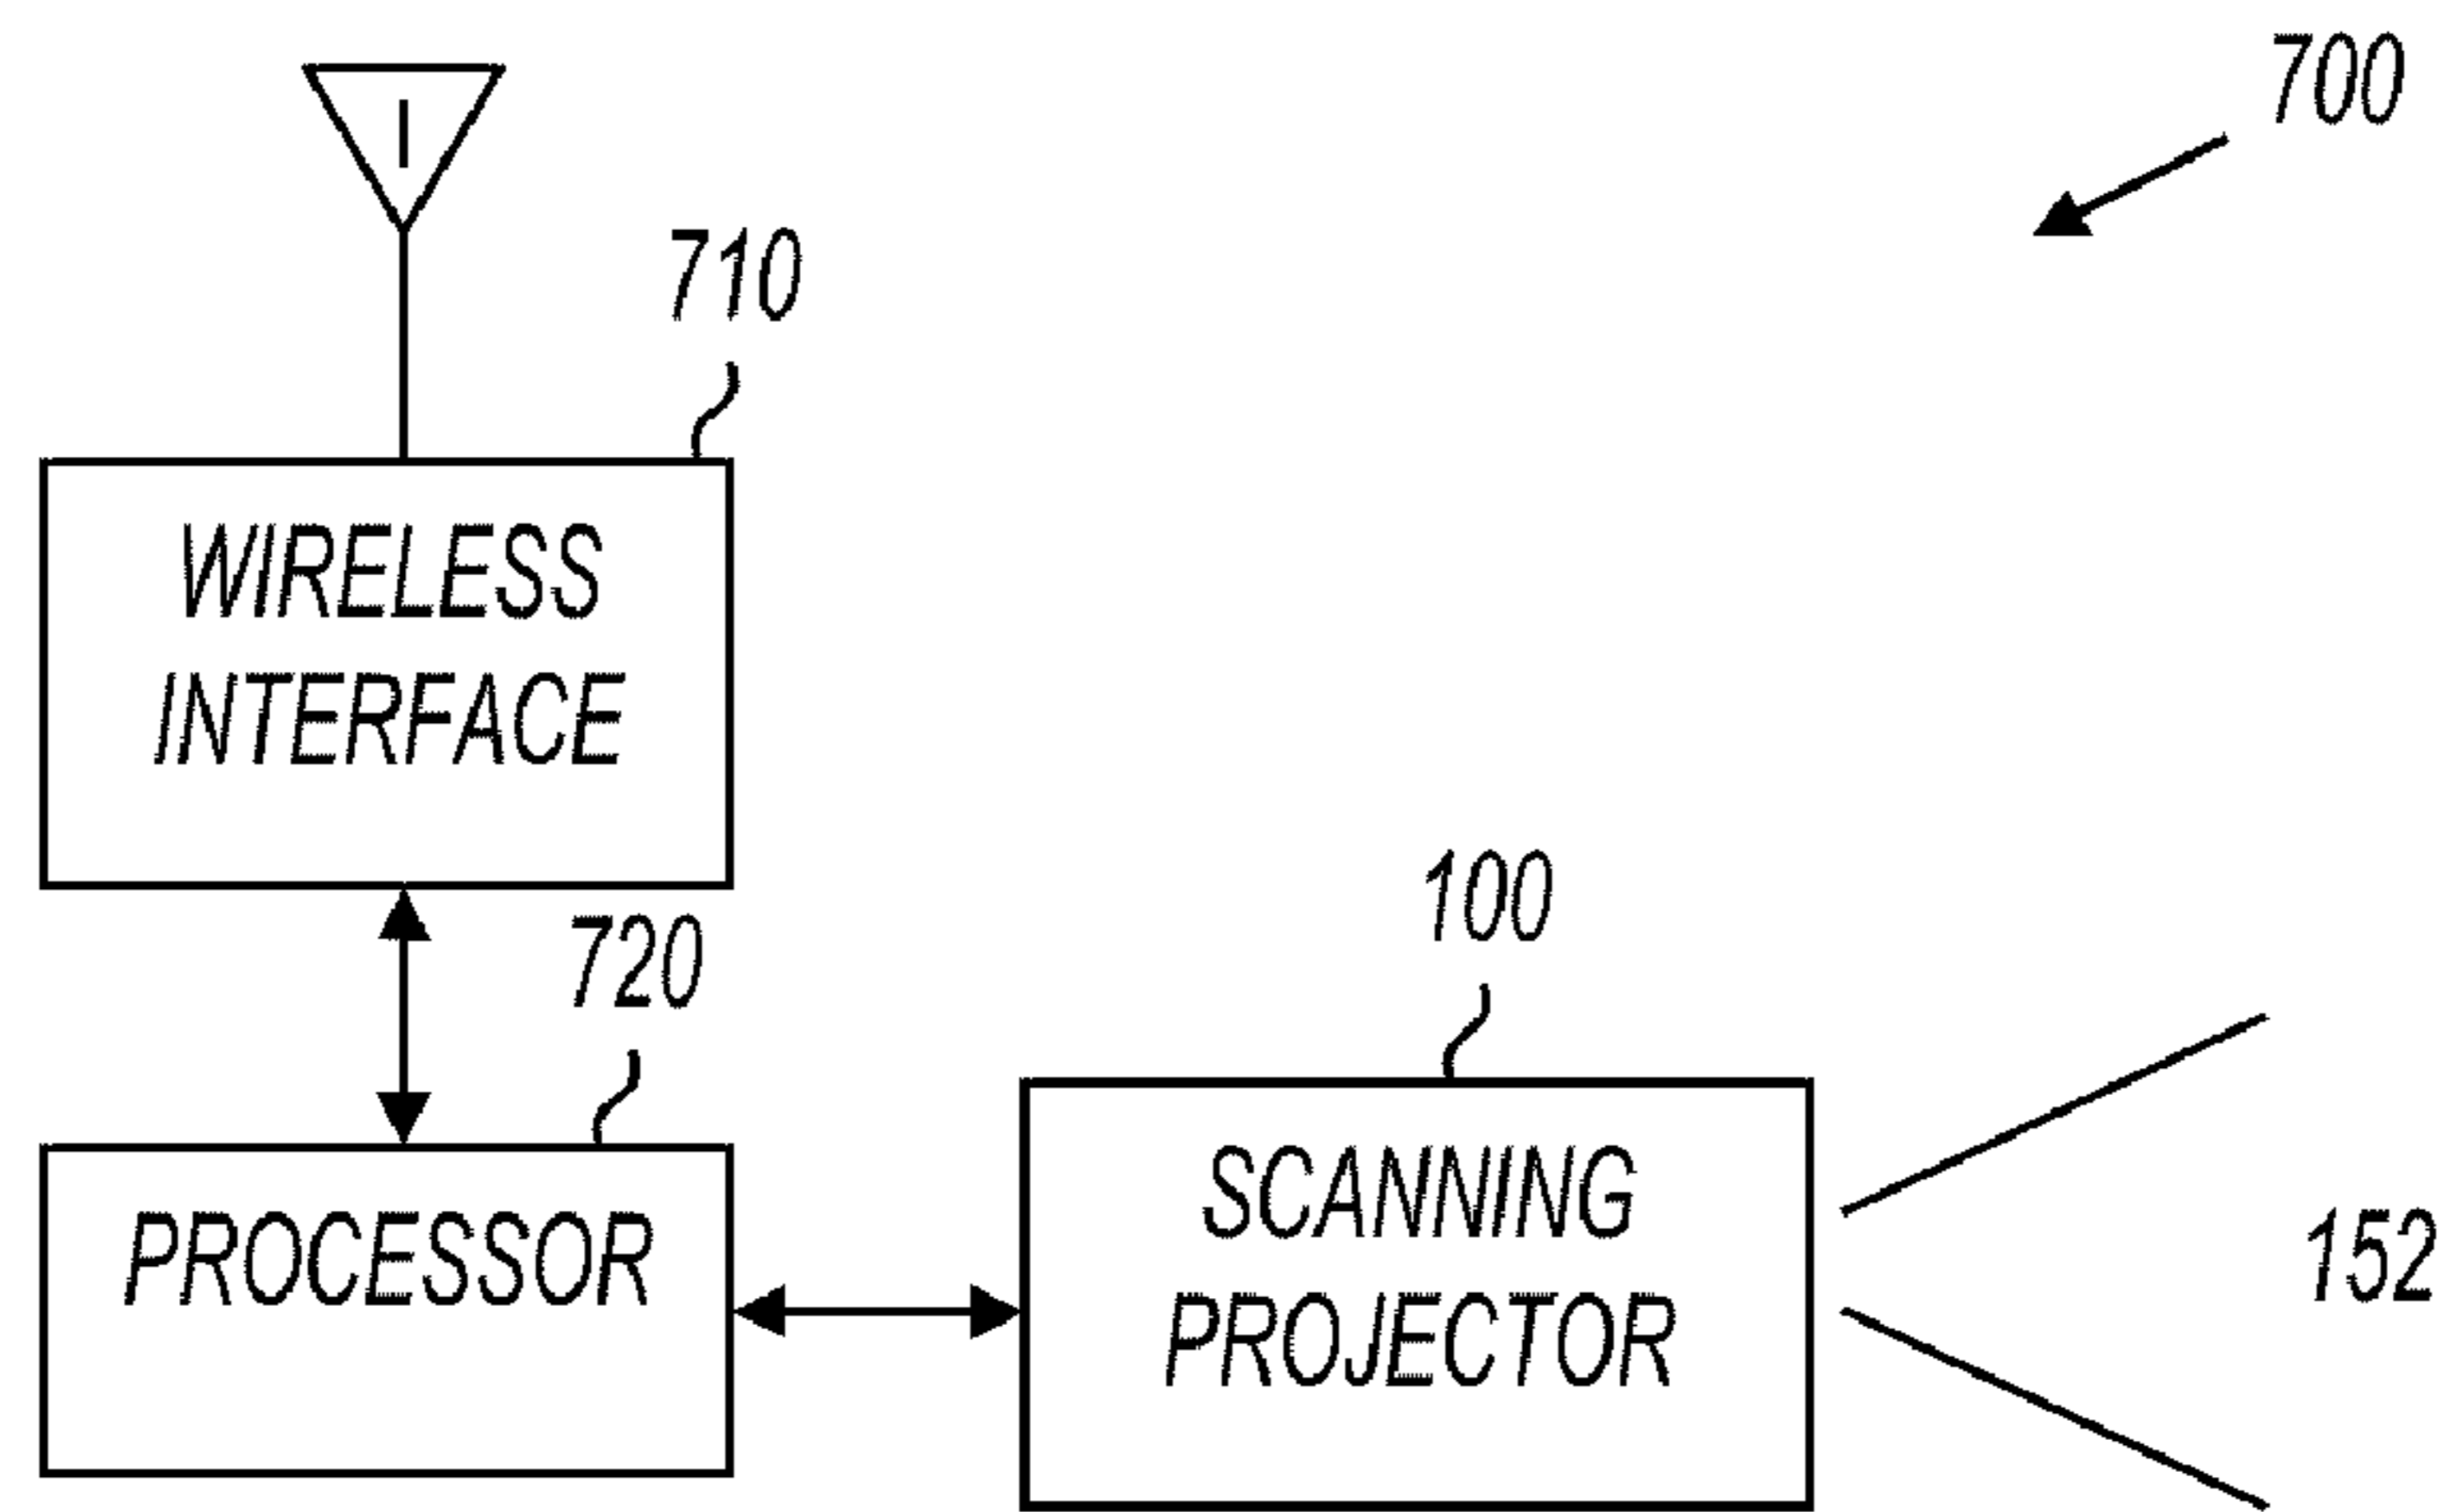 700
710
WIRELESS
INTERFACE
720
100
PROCESSOR
SCANNING
PROJECTOR
152